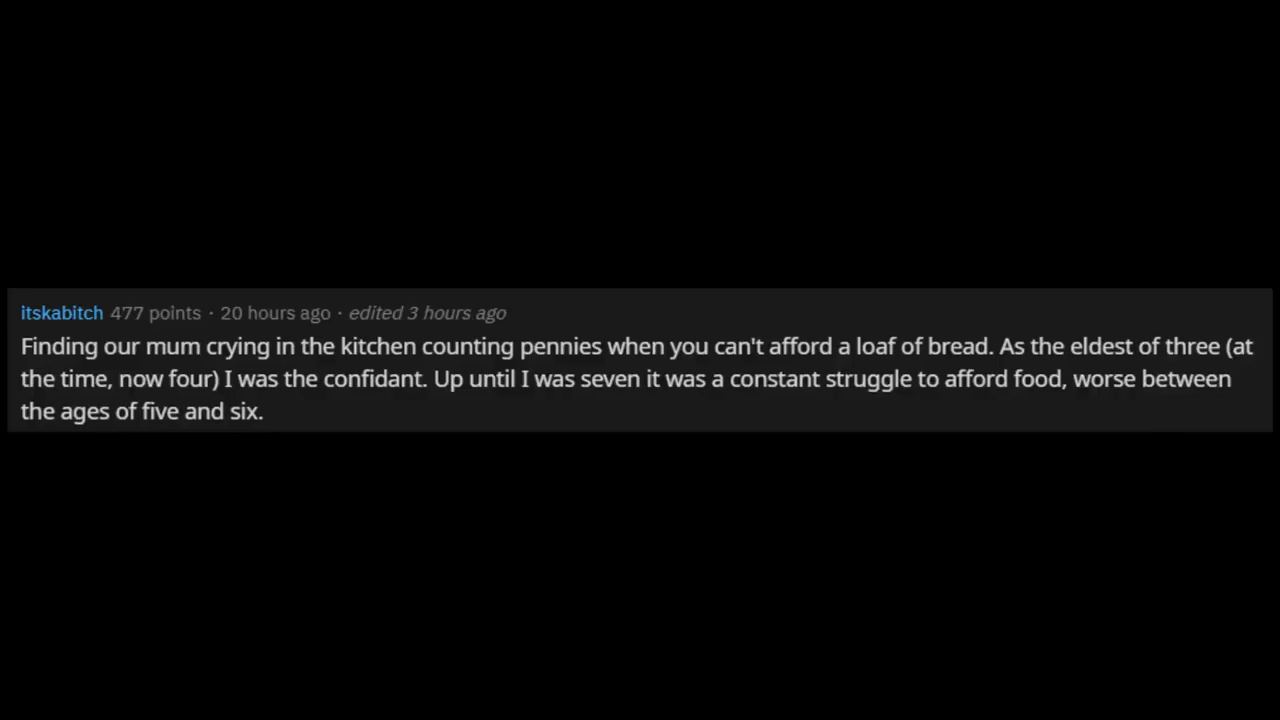 itskabitch 477 points · 20 hours ago · edited 3 hours ago
Finding our mum crying in the kitchen counting pennies when you can't afford a loaf of bread. As the eldest of three (at
the time, now four) I was the confidant. Up until I was seven it was a constant struggle to afford food, worse between
the ages of five and six.